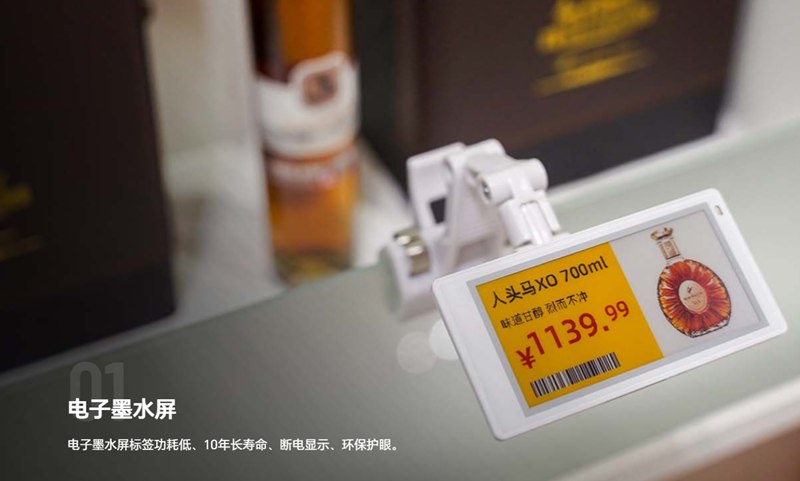 人头马XO 700ml
味道甘醇 烈而不冲
¥1139.99
01
电子墨水屏
电子墨水屏标签功耗低、10年长寿命、断电显示、环保护眼。